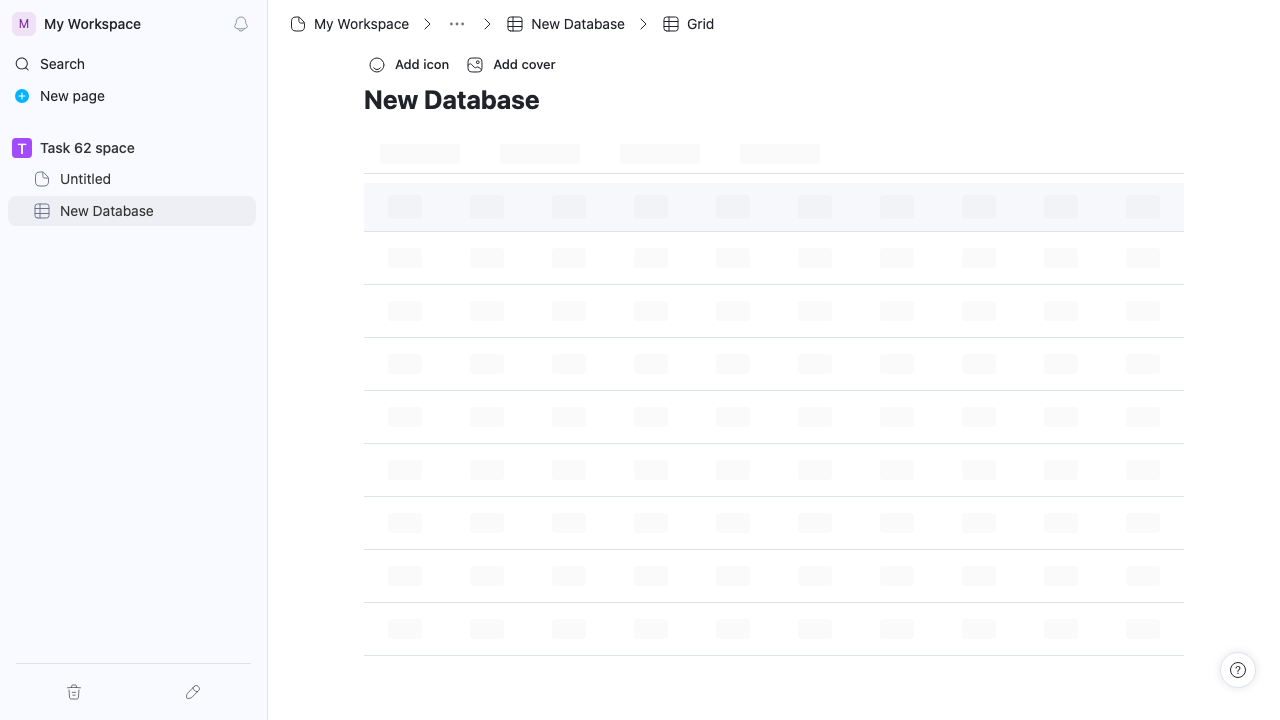 M My Workspace
Search
New page
T Task 62 space
Untitled
New Database
My Workspace > ··· > New Database > Grid
Add icon Add cover
New Database
?